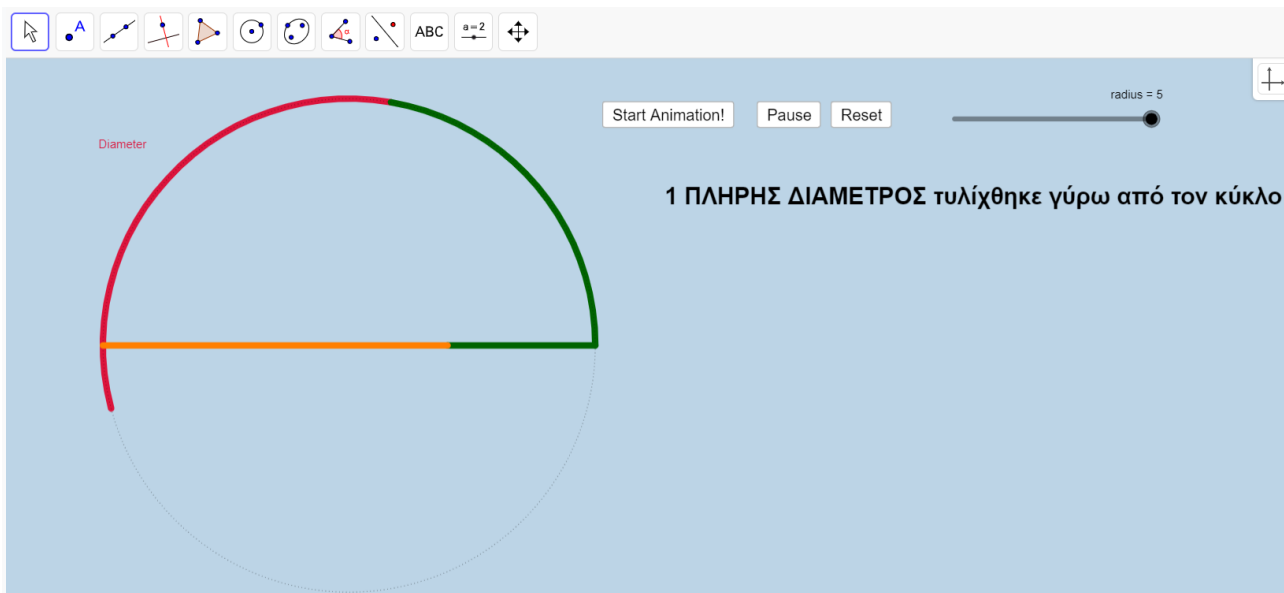 A
ABC
a=2
radius = 5
Start Animation! Pause Reset
Diameter
1 ΠΛΗΡΗΣ ΔΙΑΜΕΤΡΟΣ τυλίχθηκε γύρω από τον κύκλο